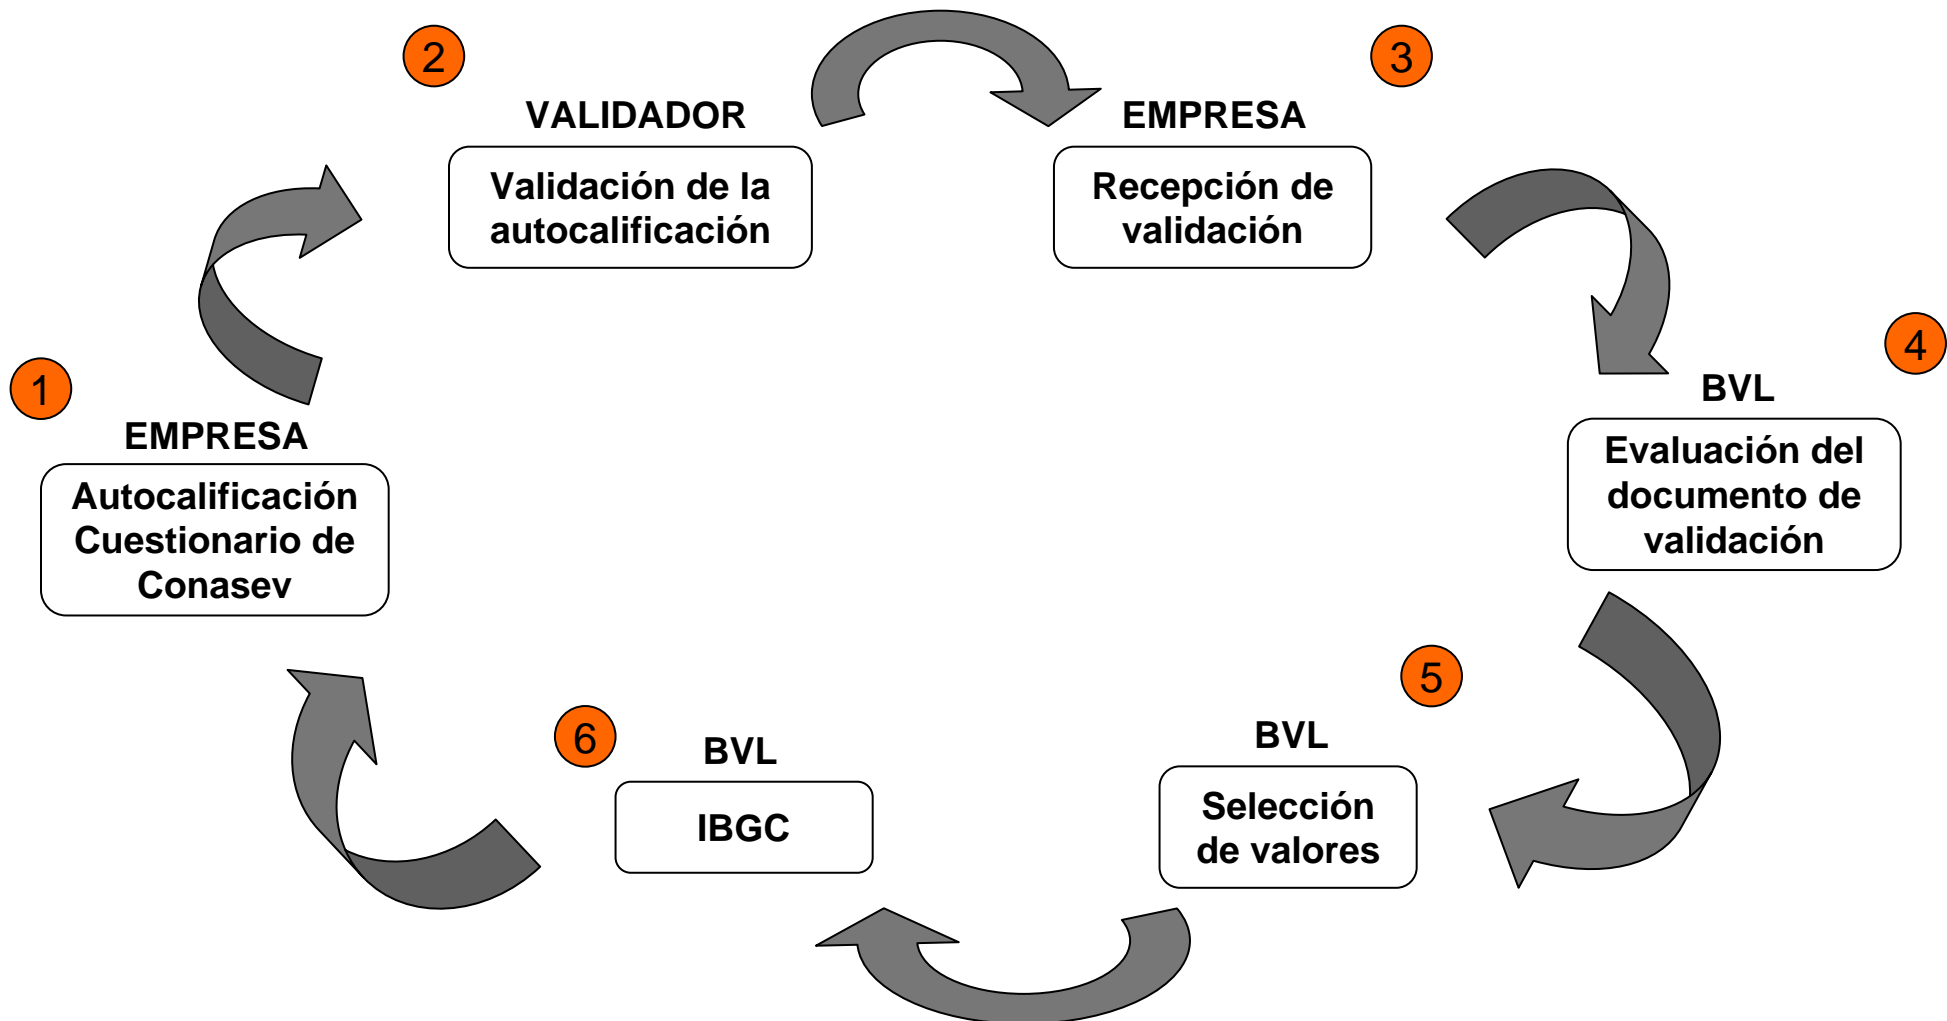 1
EMPRESA
Autocalificación
Cuestionario de
Conasev
2
VALIDADOR
Validación de la
autocalificación
3
EMPRESA
Recepción de
validación
4
BVL
Evaluación del
documento de
validación
5
BVL
Selección
de valores
6
BVL
IBGC